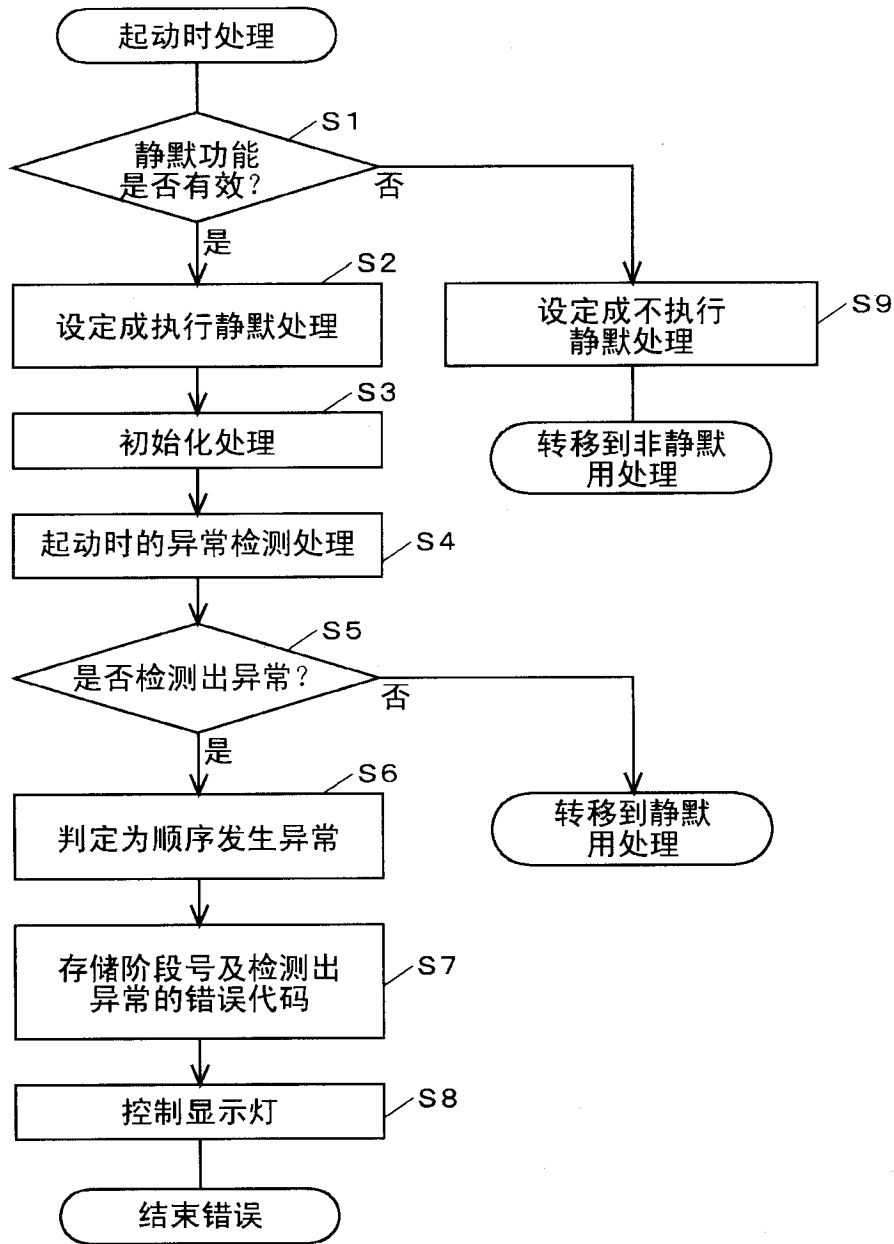 起动时处理
S1
静默功能
是否有效?
否
是
S2
设定成执行静默处理
S9
设定成不执行
静默处理
S3
初始化处理
转移到非静默
用处理
起动时的异常检测处理
S4
S5
是否检测出异常?
否
是
S6
判定为顺序发生异常
转移到静默
用处理
存储阶段号及检测出
异常的错误代码
S7
控制显示灯
S8
结束错误